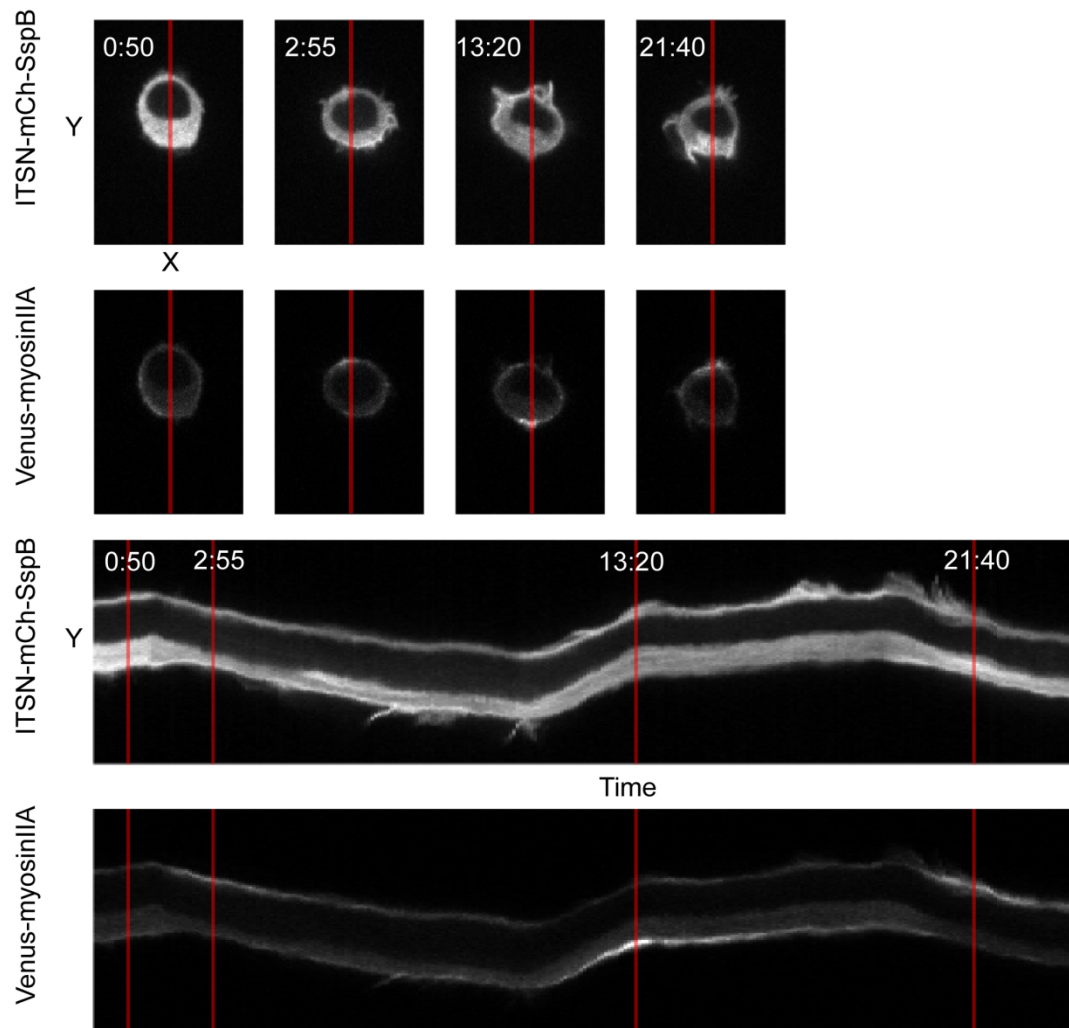 ITSN-mCh-SspB
Y
0:50
2:55
13:20
21:40
X
Venus-myosinIIA
ITSN-mCh-SspB
Y
0:50
2:55
13:20
21:40
Time
Venus-myosinIIA